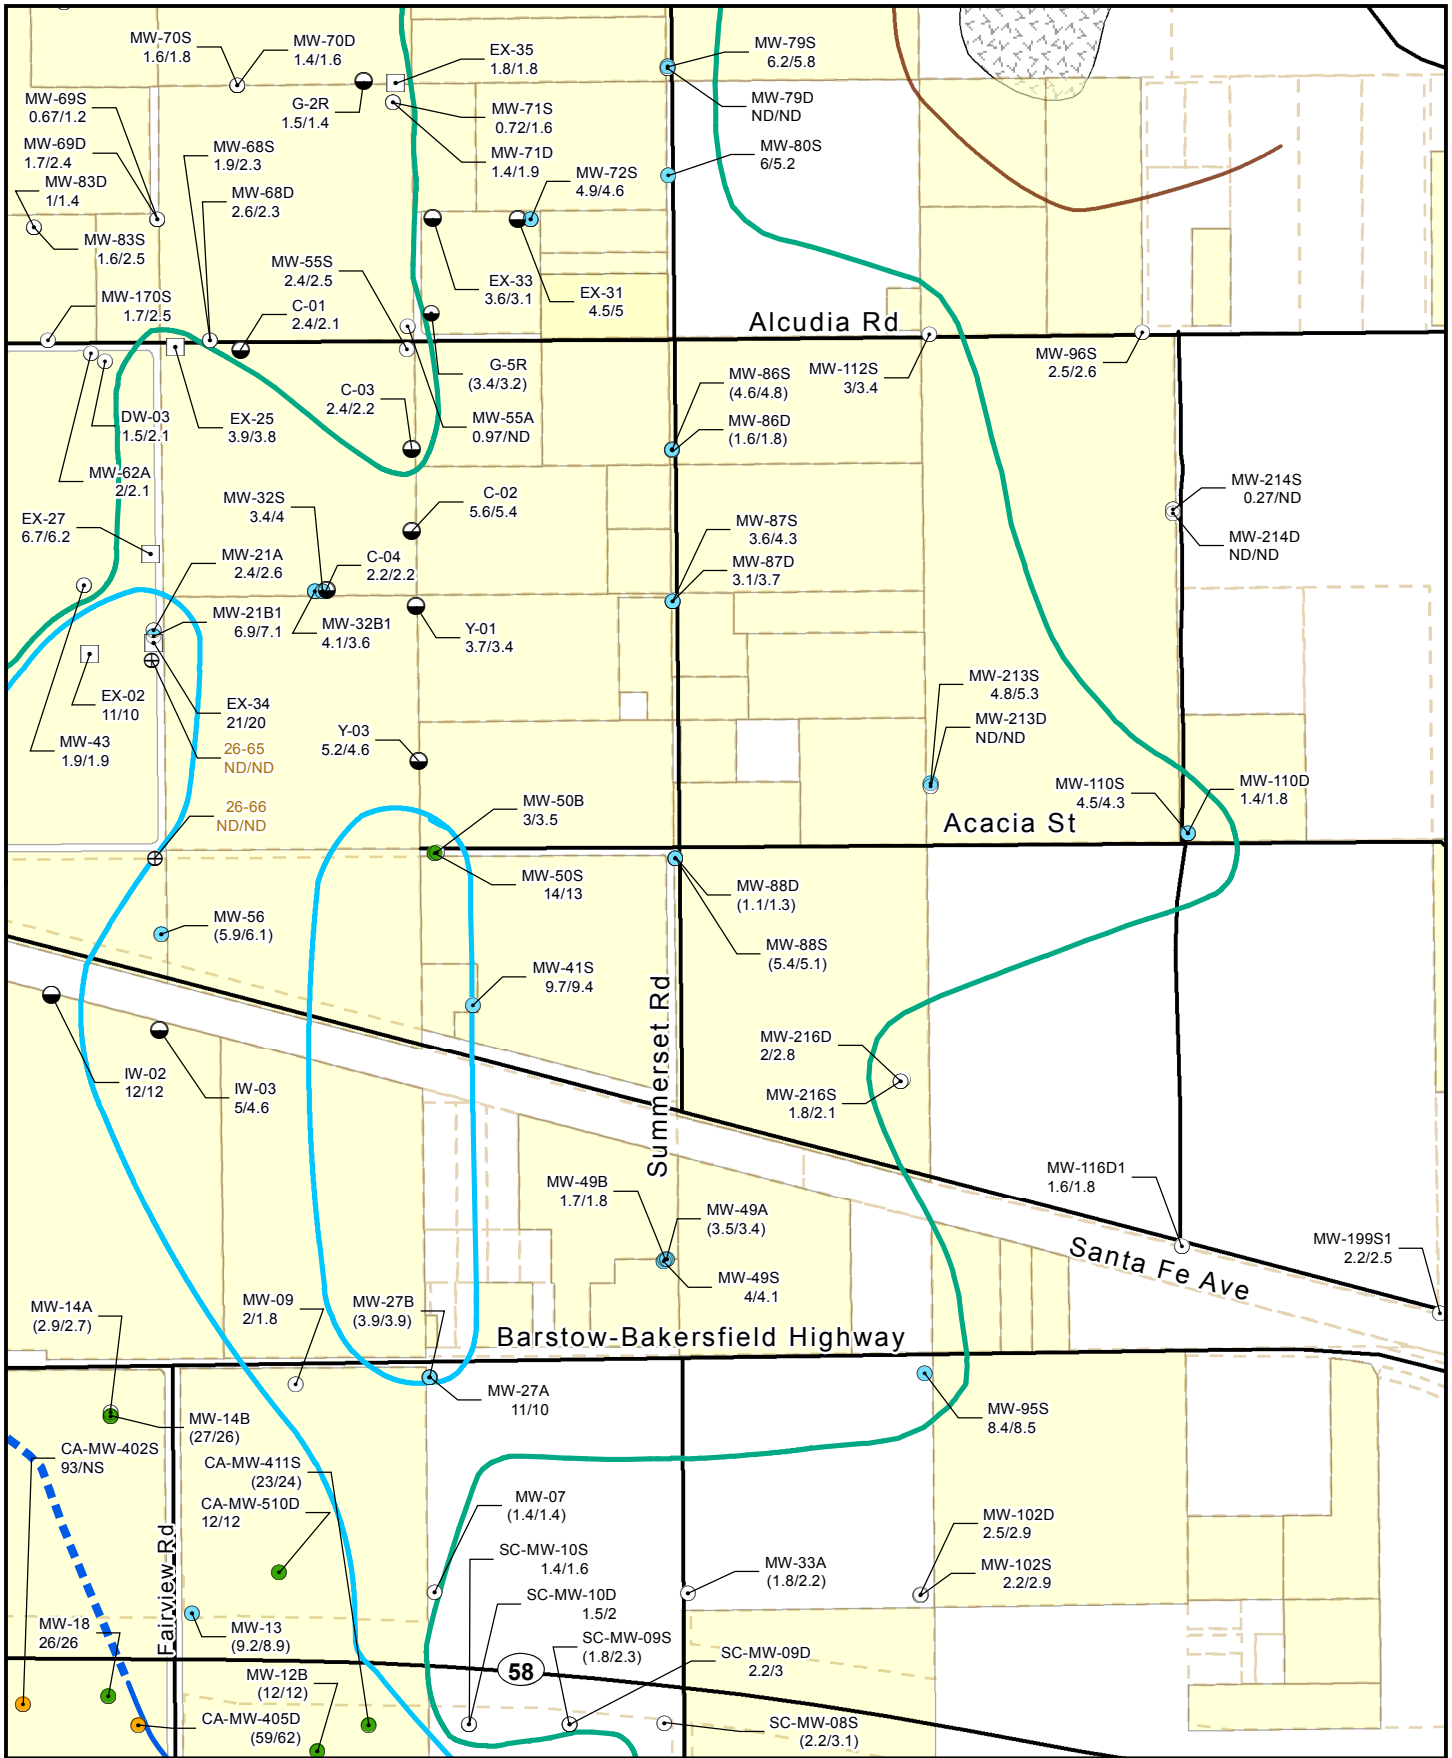 MW-70S
1.6/1.8
MW-70D
1.4/1.6
EX-35
1.8/1.8
MW-79S
6.2/5.8
G-2R
1.5/1.4
MW-69S
0.67/1.2
MW-71S
0.72/1.6
MW-79D
ND/ND
MW-69D
1.7/2.4
MW-68S
1.9/2.3
MW-71D
1.4/1.9
MW-80S
6/5.2
MW-83D
1/1.4
MW-68D
2.6/2.3
MW-72S
4.9/4.6
MW-83S
1.6/2.5
MW-55S
2.4/2.5
EX-33
3.6/3.1
EX-31
4.5/5
MW-170S
1.7/2.5
C-01
2.4/2.1
Alcudia Rd
G-5R
(3.4/3.2)
MW-86S
(4.6/4.8)
MW-112S
3/3.4
MW-96S
2.5/2.6
C-03
2.4/2.2
DW-03
1.5/2.1
EX-25
3.9/3.8
MW-55A
0.97/ND
MW-86D
(1.6/1.8)
MW-62A
2/2.1
MW-32S
3.4/4
C-02
5.6/5.4
MW-214S
0.27/ND
EX-27
6.7/6.2
MW-87S
3.6/4.3
MW-214D
ND/ND
MW-21A
2.4/2.6
C-04
2.2/2.2
MW-87D
3.1/3.7
MW-21B1
6.9/7.1
MW-32B1
4.1/3.6
Y-01
3.7/3.4
EX-02
11/10
EX-34
21/20
MW-213S
4.8/5.3
MW-43
1.9/1.9
26-65
ND/ND
Y-03
5.2/4.6
MW-213D
ND/ND
26-66
ND/ND
MW-50B
3/3.5
MW-110S
4.5/4.3
MW-110D
1.4/1.8
Acacia St
MW-50S
14/13
MW-88D
(1.1/1.3)
MW-56
(5.9/6.1)
MW-88S
(5.4/5.1)
MW-41S
9.7/9.4
Summerset Rd
MW-216D
2/2.8
IW-02
12/12
IW-03
5/4.6
MW-216S
1.8/2.1
MW-49B
1.7/1.8
MW-49A
(3.5/3.4)
MW-116D1
1.6/1.8
MW-49S
4/4.1
Santa Fe Ave
MW-199S1
2.2/2.5
MW-14A
(2.9/2.7)
MW-09
2/1.8
MW-27B
(3.9/3.9)
Barstow-Bakersfield Highway
MW-27A
11/10
MW-95S
8.4/8.5
MW-14B
(27/26)
CA-MW-402S
93/NS
CA-MW-411S
(23/24)
CA-MW-510D
12/12
MW-07
(1.4/1.4)
MW-102D
2.5/2.9
Fairview Rd
SC-MW-10S
1.4/1.6
MW-33A
(1.8/2.2)
MW-102S
2.2/2.9
SC-MW-10D
1.5/2
MW-18
26/26
MW-13
(9.2/8.9)
SC-MW-09S
(1.8/2.3)
SC-MW-09D
2.2/3
58
MW-12B
(12/12)
CA-MW-405D
(59/62)
SC-MW-08S
(2.2/3.1)